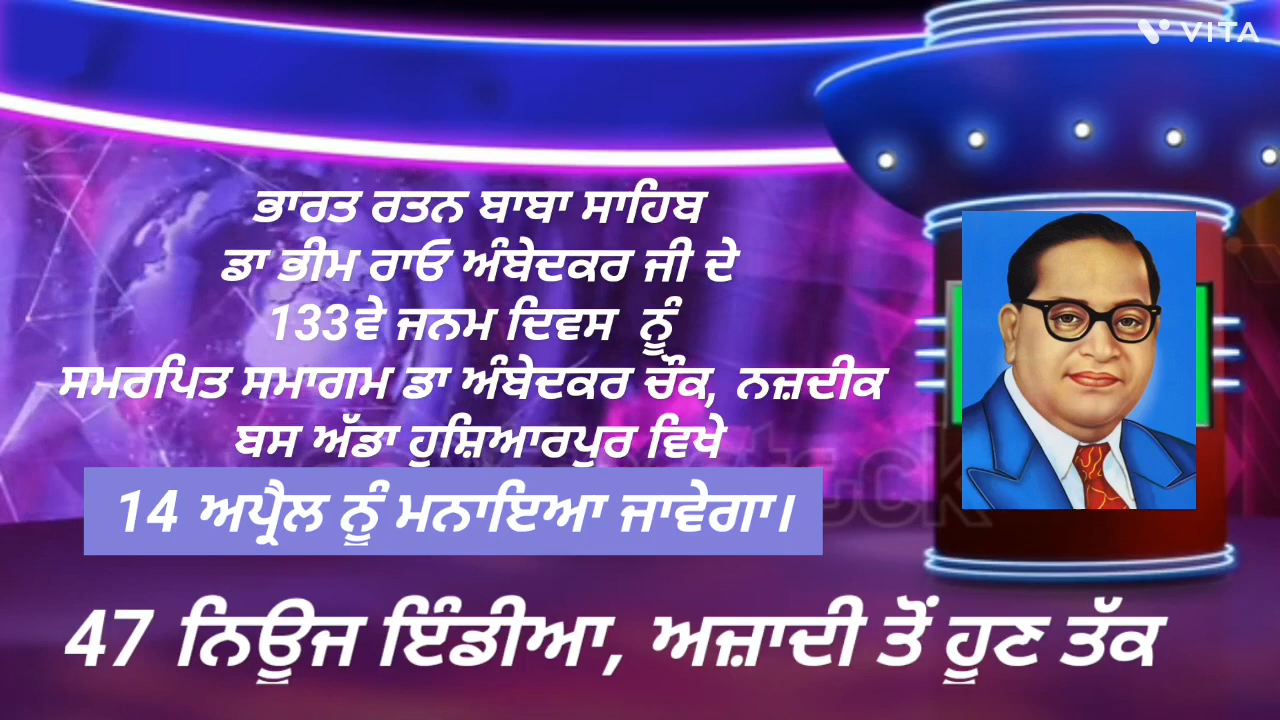 VITA
ਭਾਰਤ ਰਤਨ ਬਾਬਾ ਸਾਹਿਬ
ਡਾ ਭੀਮ ਰਾਓ ਅੰਬੇਦਕਰ ਜੀ ਦੇ
133ਵੇ ਜਨਮ ਦਿਵਸ ਨੂੰ
ਸਮਰਪਿਤ ਸਮਾਗਮ ਡਾ ਅੰਬੇਦਕਰ ਚੌਕ, ਨਜ਼ਦੀਕ
ਬਸ ਅੱਡਾ ਹੁਸ਼ਿਆਰਪੁਰ ਵਿਖੇ
14 ਅਪ੍ਰੈਲ ਨੂੰ ਮਨਾਇਆ ਜਾਵੇਗਾ।
47 ਨਿਊਜ ਇੰਡੀਆ, ਅਜ਼ਾਦੀ ਤੋਂ ਹੁਣ ਤੱਕ